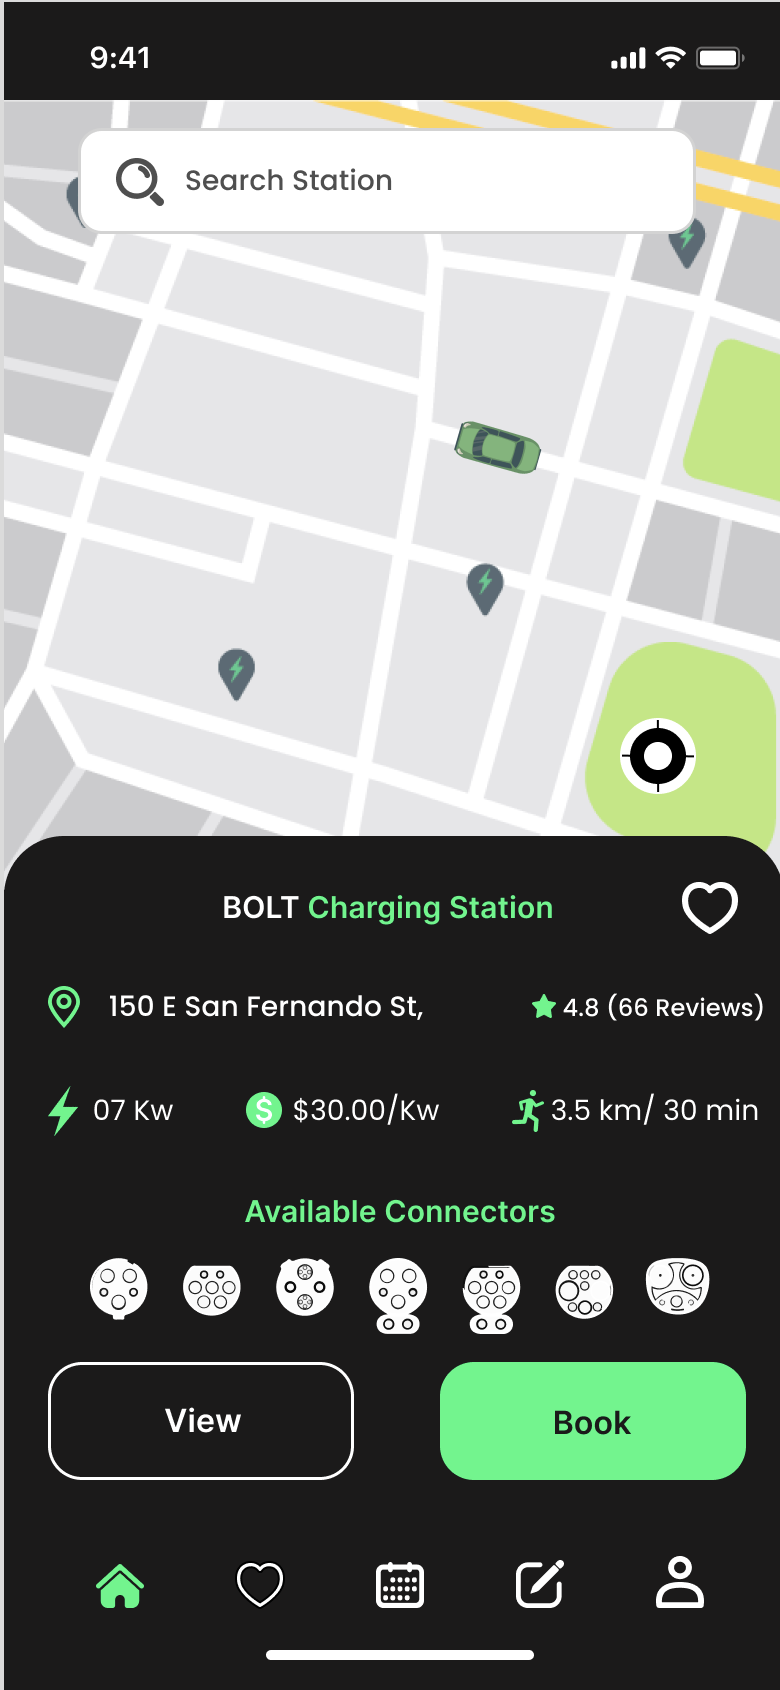 9:41
Search Station
BOLT Charging Station
150 E San Fernando St,
4.8 (66 Reviews)
07 Kw
$30.00/Kw
3.5 km/ 30 min
Available Connectors
View
Book